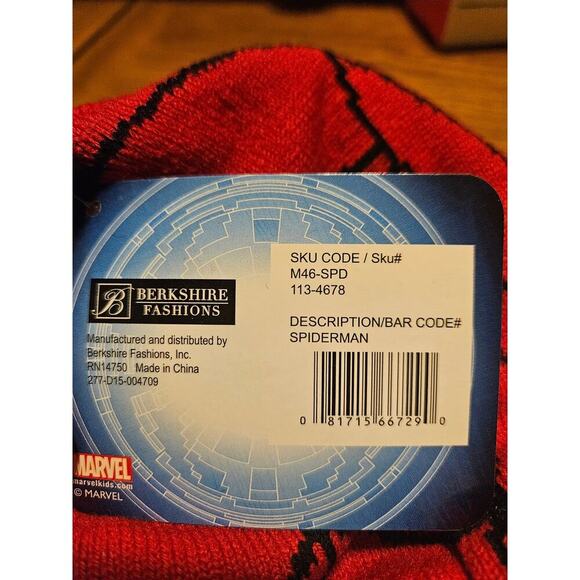 B BERKSHIRE
FASHIONS
Manufactured and distributed by
Berkshire Fashions, Inc.
RN14750 Made in China
277-D15-004709
MARVEL
marvelkids.com
© MARVEL
SKU CODE / Sku#
M46-SPD
113-4678
DESCRIPTION/BAR CODE#
SPIDERMAN
0 81715 66729 0